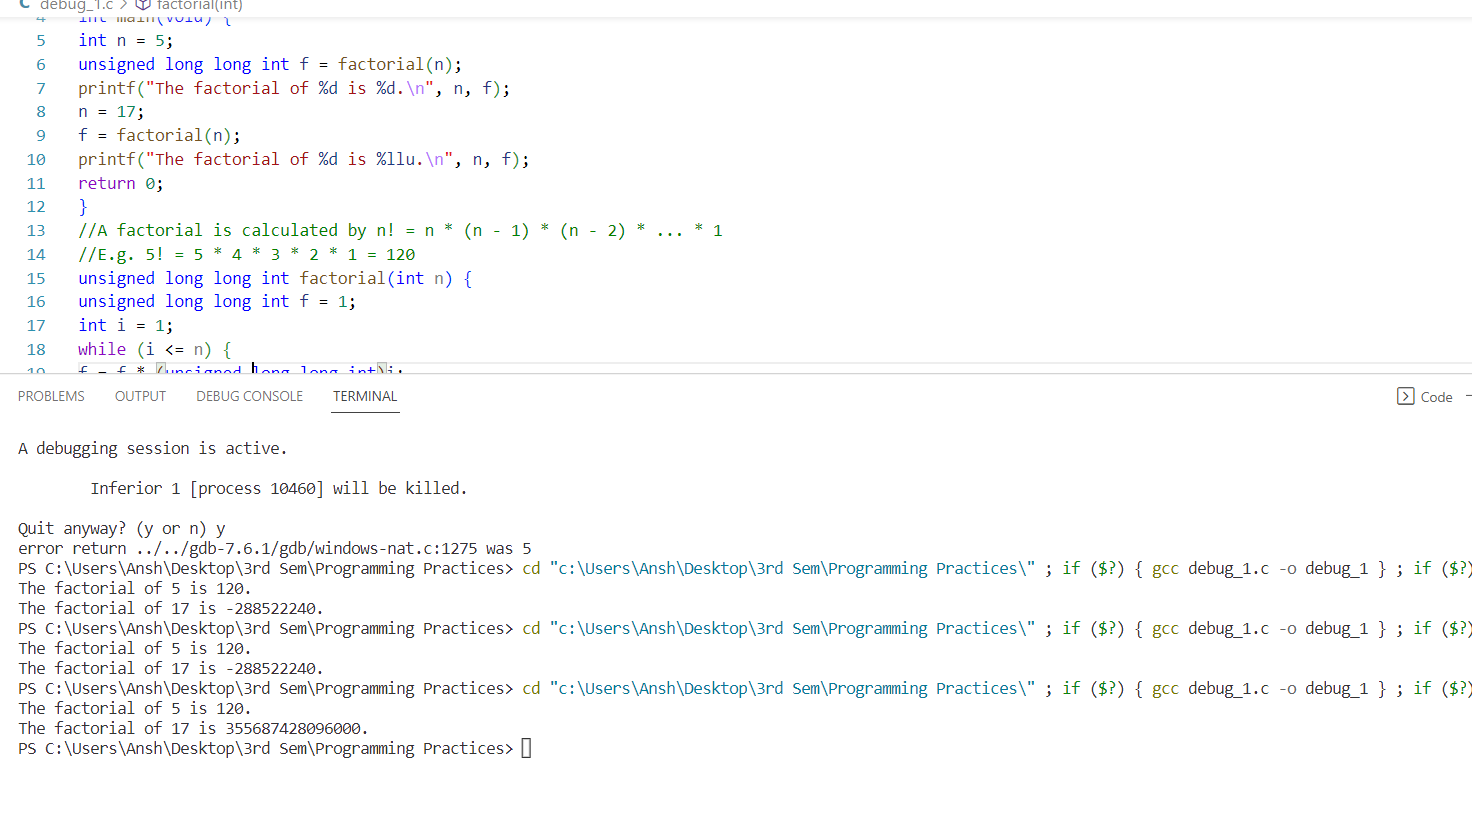 C debug_1.c > factorial(int)
4 int main(void) {
5 int n = 5;
6 unsigned long long int f = factorial(n);
7 printf("The factorial of %d is %d.\n", n, f);
8 n = 17;
9 f = factorial(n);
10 printf("The factorial of %d is %llu.\n", n, f);
11 return 0;
12 }
13 //A factorial is calculated by n! = n * (n - 1) * (n - 2) * ... * 1
14 //E.g. 5! = 5 * 4 * 3 * 2 * 1 = 120
15 unsigned long long int factorial(int n) {
16 unsigned long long int f = 1;
17 int i = 1;
18 while (i <= n) {
19 f = f * (unsigned long long int)i;
PROBLEMS OUTPUT DEBUG CONSOLE TERMINAL Code
A debugging session is active.
Inferior 1 [process 10460] will be killed.
Quit anyway? (y or n) y
error return ../../gdb-7.6.1/gdb/windows-nat.c:1275 was 5
PS C:\Users\Ansh\Desktop\3rd Sem\Programming Practices> cd "c:\Users\Ansh\Desktop\3rd Sem\Programming Practices\" ; if ($?) { gcc debug_1.c -o debug_1 } ; if ($?)
The factorial of 5 is 120.
The factorial of 17 is -288522240.
PS C:\Users\Ansh\Desktop\3rd Sem\Programming Practices> cd "c:\Users\Ansh\Desktop\3rd Sem\Programming Practices\" ; if ($?) { gcc debug_1.c -o debug_1 } ; if ($?)
The factorial of 5 is 120.
The factorial of 17 is -288522240.
PS C:\Users\Ansh\Desktop\3rd Sem\Programming Practices> cd "c:\Users\Ansh\Desktop\3rd Sem\Programming Practices\" ; if ($?) { gcc debug_1.c -o debug_1 } ; if ($?)
The factorial of 5 is 120.
The factorial of 17 is 355687428096000.
PS C:\Users\Ansh\Desktop\3rd Sem\Programming Practices>